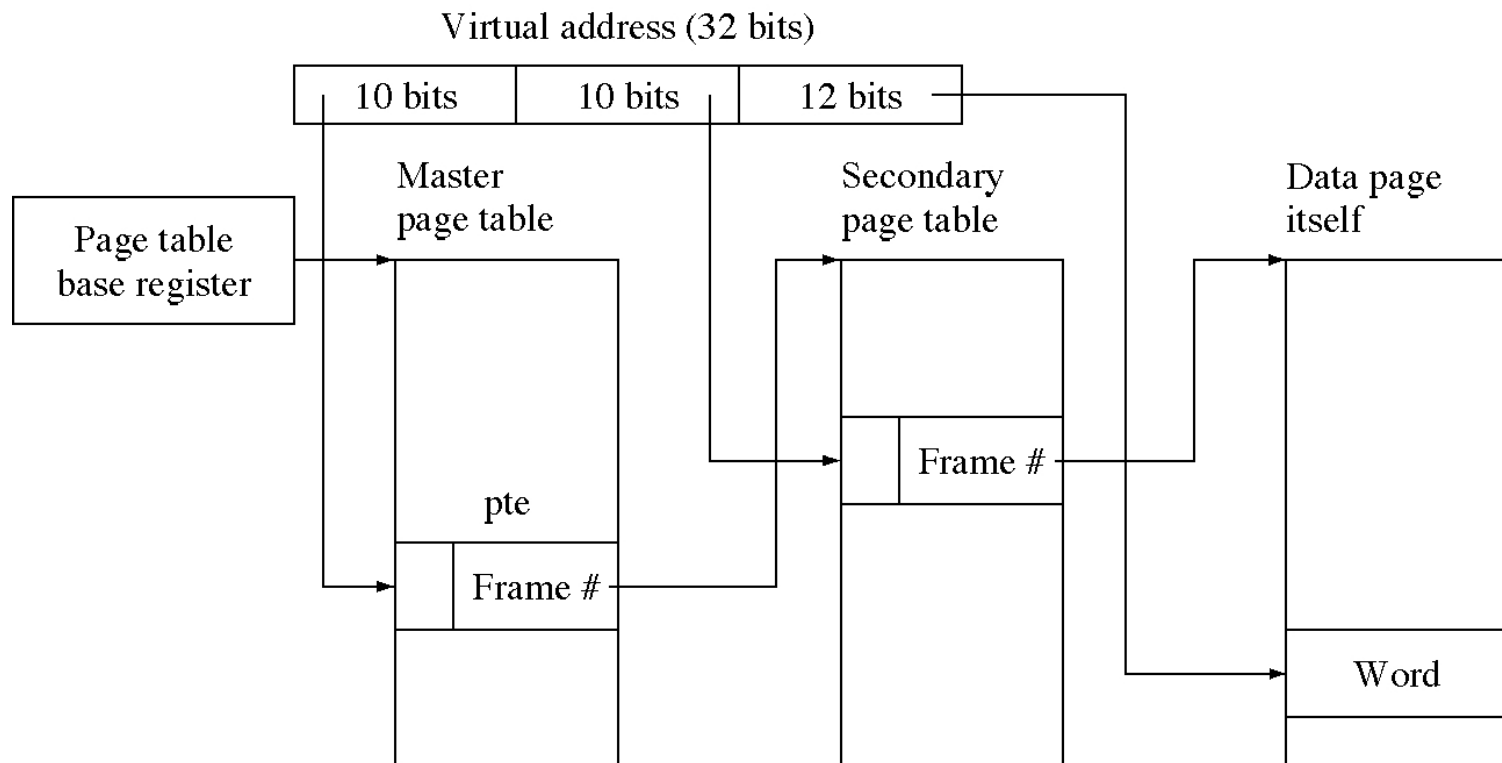 Virtual address (32 bits)
10 bits
10 bits
12 bits
Master
page table
Secondary
page table
Data page
itself
Page table
base register
Frame #
pte
Frame #
Word